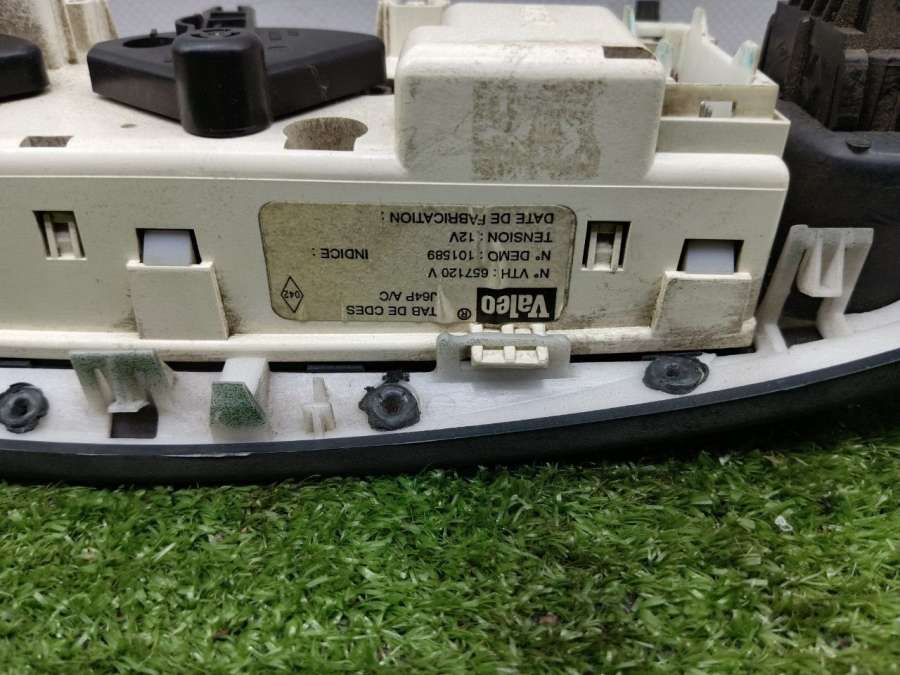 Valeo ® TAB DE CDES
J64P A/C
N° VTH : 657120 V
N° DEMO : 101589 INDICE :
TENSION : 12V
DATE DE FABRICATION :
042